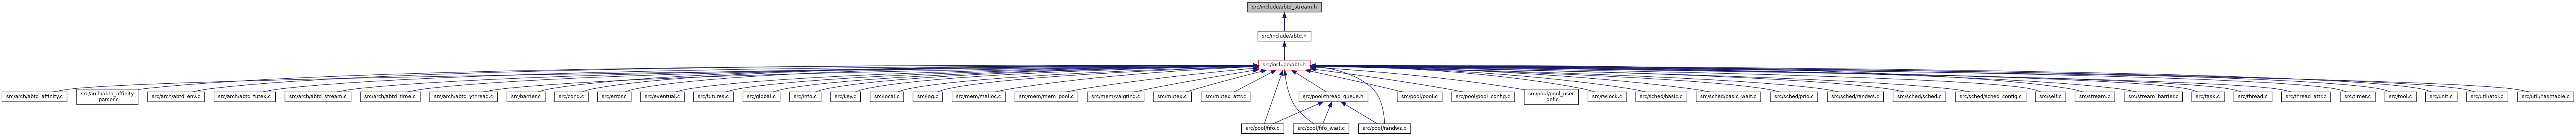 src/include/abtd_stream.h
src/include/abtd.h
src/include/abti.h
src/arch/abtd_affinity.c
src/arch/abtd_affinity
_parser.c
src/arch/abtd_env.c
src/arch/abtd_futex.c
src/arch/abtd_stream.c
src/arch/abtd_time.c
src/arch/abtd_ythread.c
src/barrier.c
src/cond.c
src/error.c
src/eventual.c
src/futures.c
src/global.c
src/info.c
src/key.c
src/local.c
src/log.c
src/mem/malloc.c
src/mem/mem_pool.c
src/mem/valgrind.c
src/mutex.c
src/mutex_attr.c
src/pool/thread_queue.h
src/pool/pool.c
src/pool/pool_config.c
src/pool/pool_user
_def.c
src/rwlock.c
src/sched/basic.c
src/sched/basic_wait.c
src/sched/prio.c
src/sched/randws.c
src/sched/sched.c
src/sched/sched_config.c
src/self.c
src/stream.c
src/stream_barrier.c
src/task.c
src/thread.c
src/thread_attr.c
src/timer.c
src/tool.c
src/unit.c
src/util/atoi.c
src/util/hashtable.c
src/pool/fifo.c
src/pool/fifo_wait.c
src/pool/randws.c